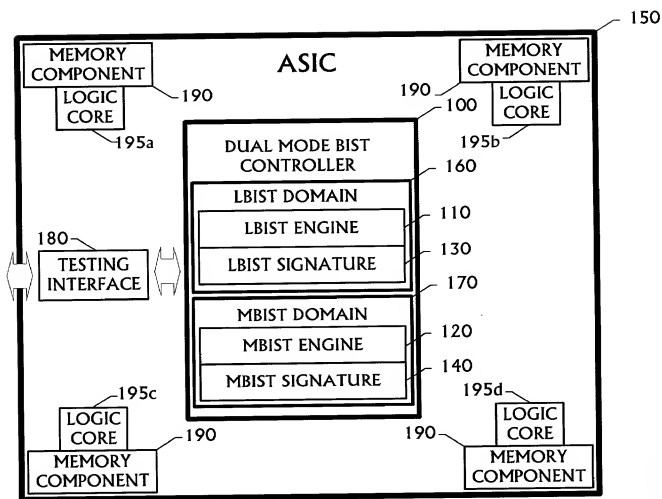 150
MEMORY
COMPONENT
ASIC
MEMORY
COMPONENT
190
190
LOGIC
CORE
LOGIC
CORE
100
195a
195b
DUAL MODE BIST
CONTROLLER
160
LBIST DOMAIN
LBIST ENGINE
110
LBIST SIGNATURE
130
180
TESTING
INTERFACE
170
MBIST DOMAIN
MBIST ENGINE
120
MBIST SIGNATURE
140
195c
195d
LOGIC
CORE
LOGIC
CORE
190
190
MEMORY
COMPONENT
MEMORY
COMPONENT